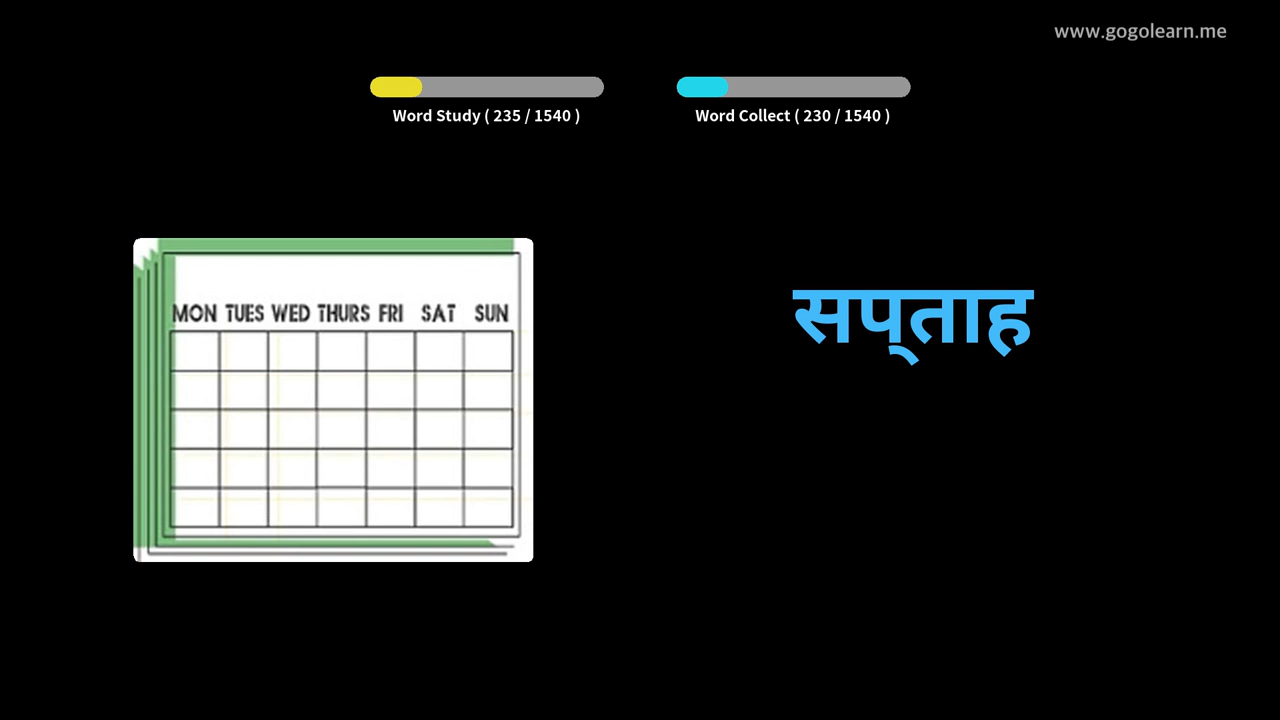 www.gogolearn.me
Word Study ( 235 / 1540 )
Word Collect ( 230 / 1540 )
MON TUES WED THURS FRI SAT SUN
सप्ताह